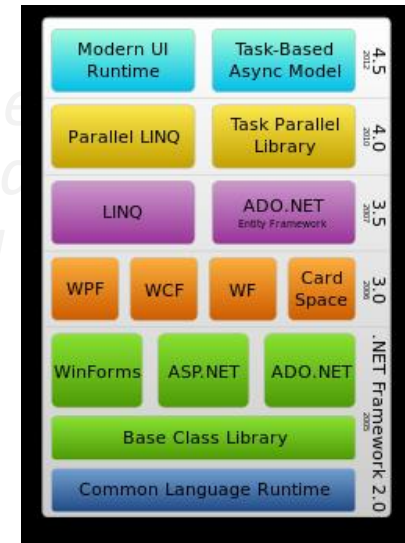 Modern UI
Runtime
Task-Based
Async Model
4.5
2012
Parallel LINQ
Task Parallel
Library
4.0
2010
LINQ
ADO.NET
Entity Framework
3.5
2007
WPF
WCF
WF
Card
Space
3.0
2006
WinForms
ASP.NET
ADO.NET
Base Class Library
Common Language Runtime
.NET Framework 2.0
2005